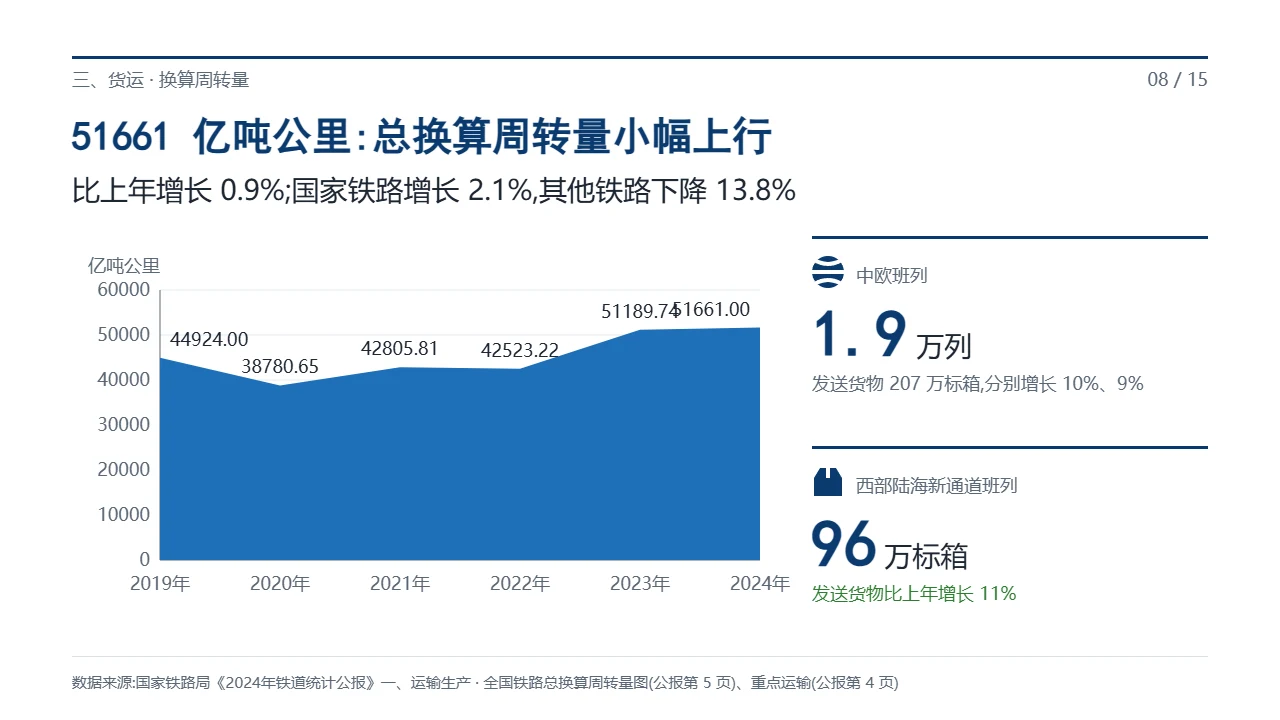 三、货运 · 换算周转量
08 / 15
51661 亿吨公里:总换算周转量小幅上行
比上年增长 0.9%;国家铁路增长 2.1%,其他铁路下降 13.8%
亿吨公里
60000
50000
40000
30000
20000
10000
0
44924.00
38780.65
42805.81
42523.22
51189.74
51661.00
2019年
2020年
2021年
2022年
2023年
2024年
中欧班列
1.9 万列
发送货物 207 万标箱,分别增长 10%、9%
西部陆海新通道班列
96 万标箱
发送货物比上年增长 11%
数据来源:国家铁路局《2024年铁道统计公报》一、运输生产 · 全国铁路总换算周转量图(公报第 5 页)、重点运输(公报第 4 页)